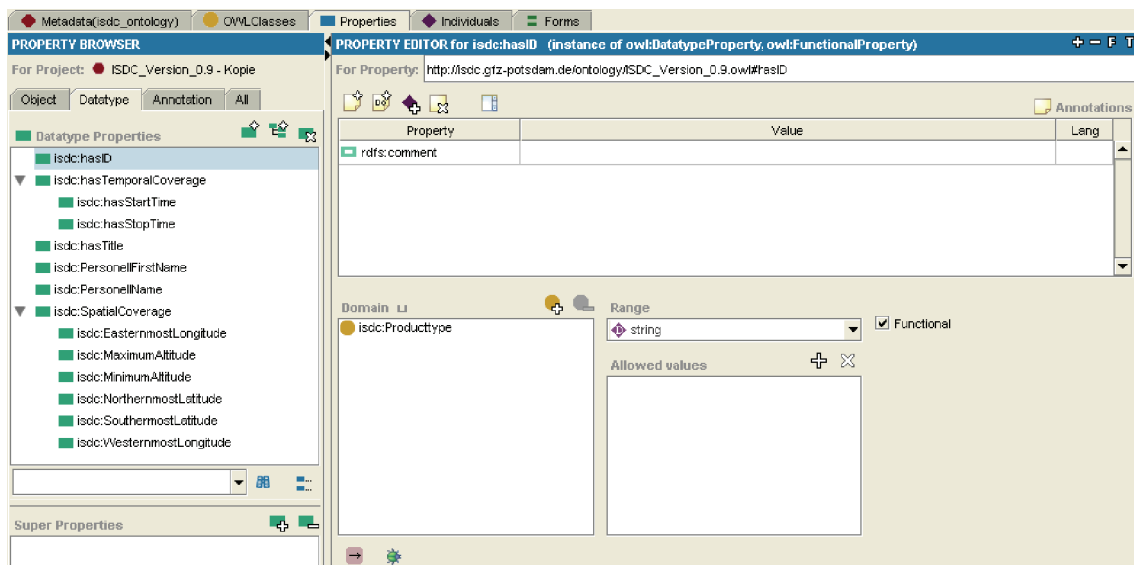 Metadata(isdc_ontology) OWLClasses Properties Individuals Forms
PROPERTY BROWSER
For Project: ISDC_Version_0.9 - Kopie
Object Datatype Annotation All
Datatype Properties
isdc:hasID
isdc:hasTemporalCoverage
isdc:hasStartTime
isdc:hasStopTime
isdc:hasTitle
isdc:PersonellFirstName
isdc:PersonellName
isdc:SpatialCoverage
isdc:EasternmostLongitude
isdc:MaximumAltitude
isdc:MinimumAltitude
isdc:NorthernmostLatitude
isdc:SouthermostLatitude
isdc:WesternmostLongitude
Super Properties
PROPERTY EDITOR for isdc:hasID (instance of owl:DatatypeProperty, owl:FunctionalProperty) F T
For Property: http://isdc.gfz-potsdam.de/ontology/ISDC_Version_0.9.owl#hasID
Annotations
Property Value Lang
rdfs:comment
Domain Range
isdc:Producttype
string
Functional
Allowed values